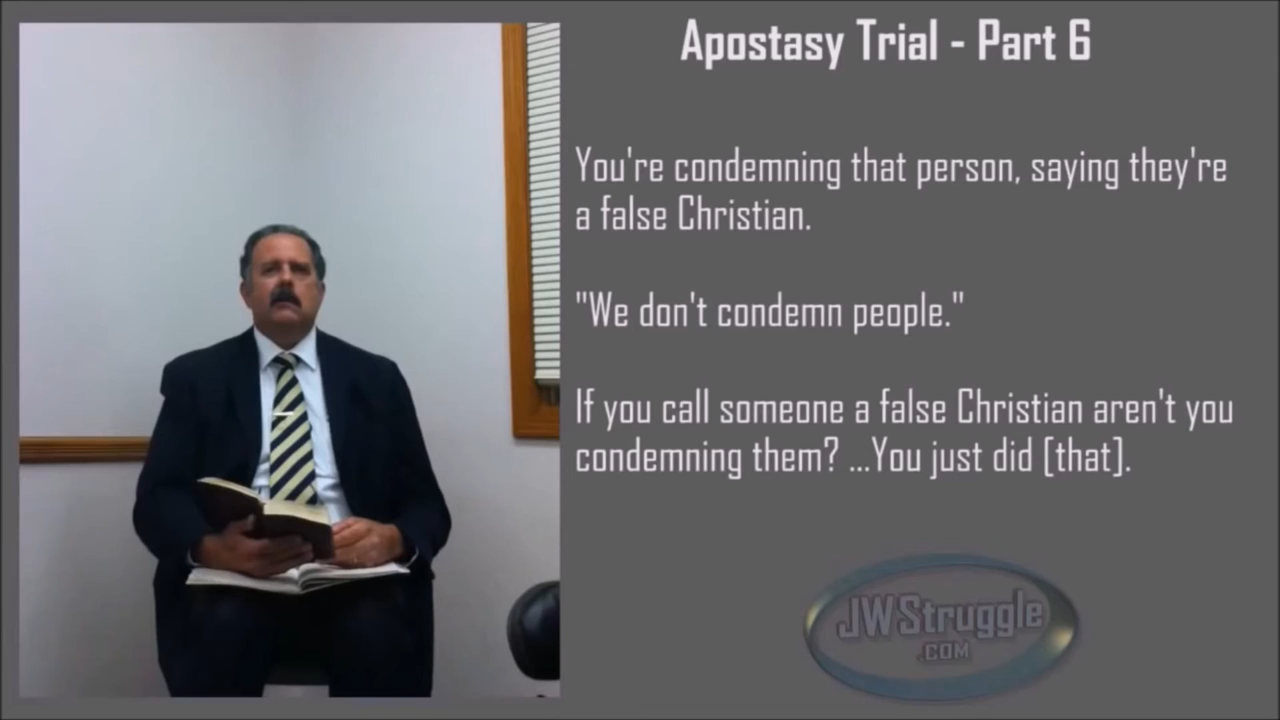 Apostasy Trial - Part 6
You're condemning that person, saying they're
a false Christian.
"We don't condemn people."
If you call someone a false Christian aren't you
condemning them? ...You just did [that].
JWStruggle
.COM